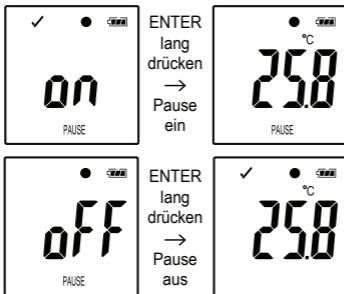 ✓ ● on PAUSE
ENTER
lang
drücken
→
Pause
ein
● °C
25.8
PAUSE
● oFF PAUSE
ENTER
lang
drücken
→
Pause
aus
✓ ● °C
25.8